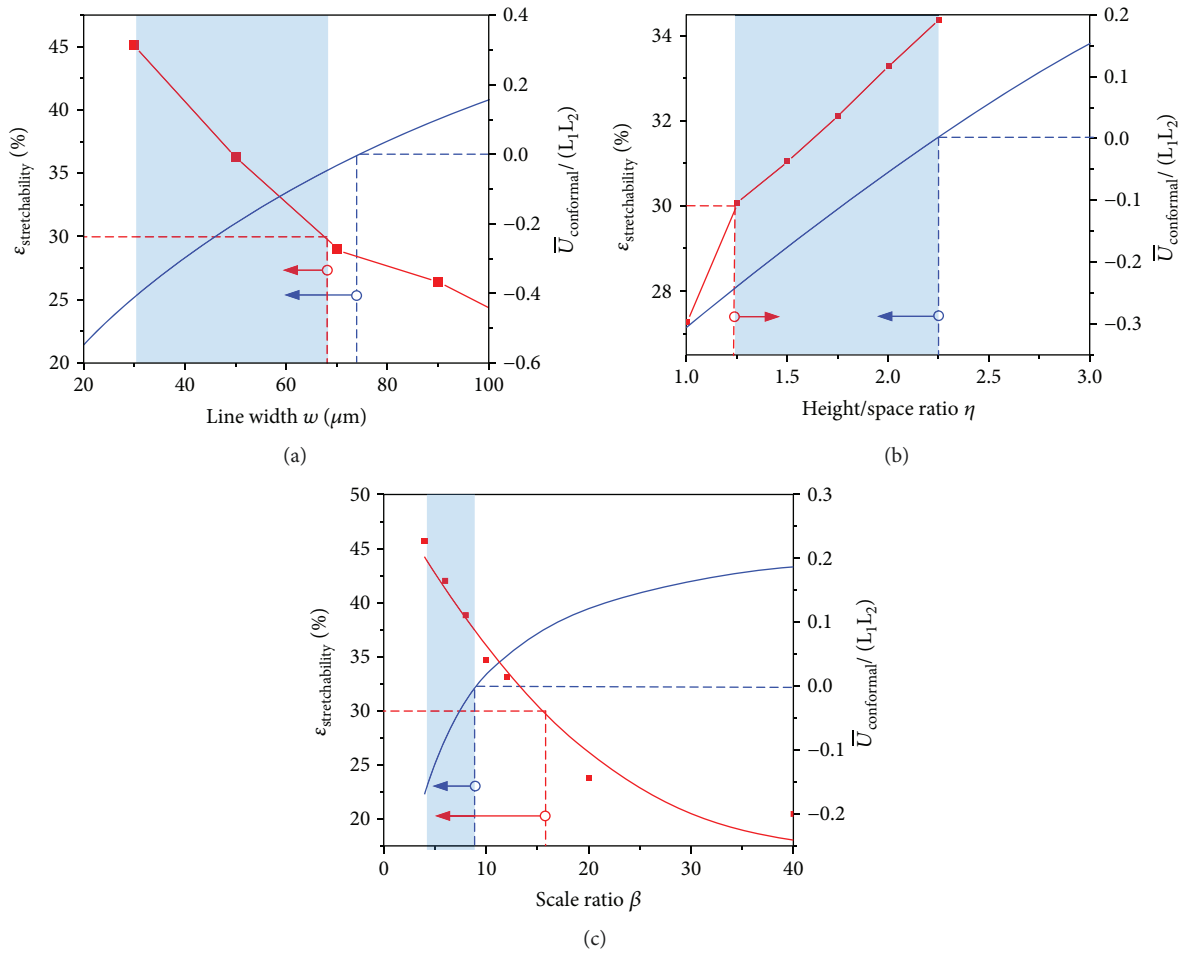 45
40
35
30
25
20
ε_stretchability (%)
0.4
0.2
0.0
−0.2
−0.4
−0.6
U̅_conformal/ (L₁L₂)
20 40 60 80 100
Line width w (μm)
(a)
34
32
30
28
ε_stretchability (%)
0.2
0.1
0.0
−0.1
−0.2
−0.3
U̅_conformal/ (L₁L₂)
1.0 1.5 2.0 2.5 3.0
Height/space ratio η
(b)
50
45
40
35
30
25
20
ε_stretchability (%)
0.3
0.2
0.1
0.0
−0.1
−0.2
U̅_conformal/ (L₁L₂)
0 10 20 30 40
Scale ratio β
(c)